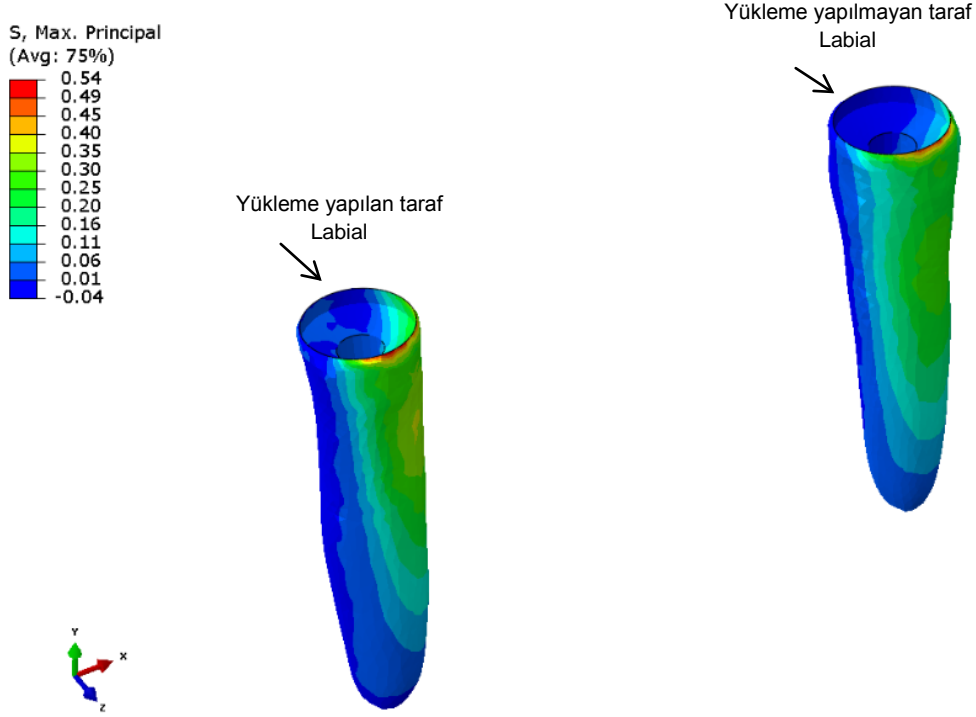 S, Max. Principal
(Avg: 75%)
0.54
0.49
0.45
0.40
0.35
0.30
0.25
0.20
0.16
0.11
0.06
0.01
-0.04
Yükleme yapılan taraf
Labial
Yükleme yapılmayan taraf
Labial
Y
X
Z